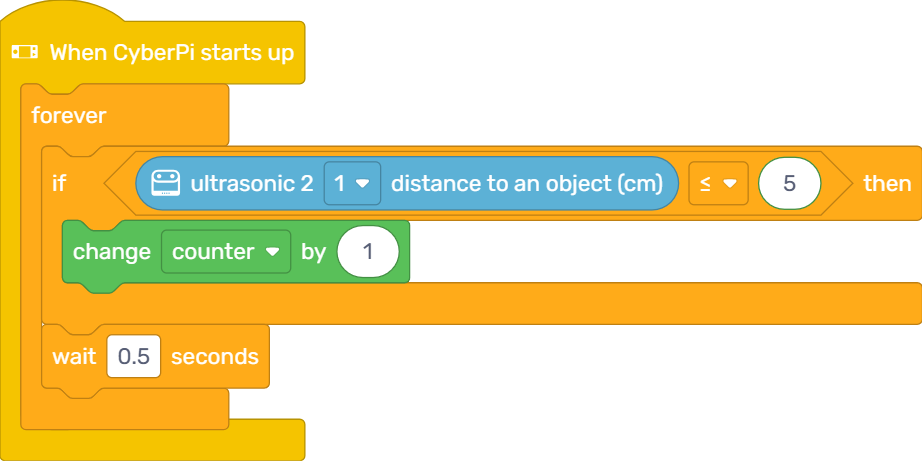 When CyberPi starts up
forever
if ultrasonic 2 1 distance to an object (cm) ≤ 5 then
change counter by 1
wait 0.5 seconds